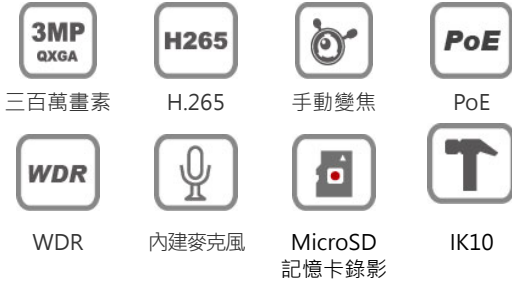 3MP
QXGA
H265
PoE
三百萬畫素
H.265
手動變焦
PoE
WDR
WDR
內建麥克風
MicroSD
記憶卡錄影
IK10